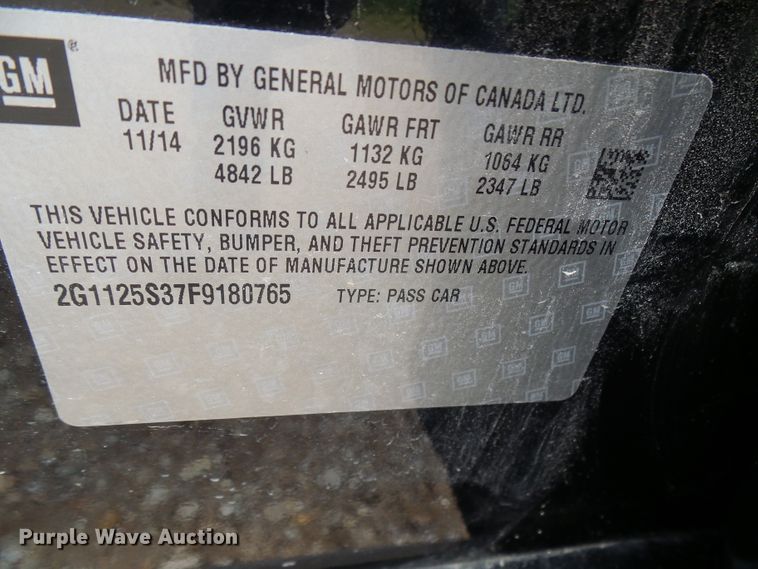 GM®
MFD BY GENERAL MOTORS OF CANADA LTD.
DATE GVWR GAWR FRT GAWR RR
11/14 2196 KG 1132 KG 1064 KG
4842 LB 2495 LB 2347 LB
THIS VEHICLE CONFORMS TO ALL APPLICABLE U.S. FEDERAL MOTOR
VEHICLE SAFETY, BUMPER, AND THEFT PREVENTION STANDARDS IN
EFFECT ON THE DATE OF MANUFACTURE SHOWN ABOVE.
2G1125S37F9180765 TYPE: PASS CAR
Purple Wave Auction®